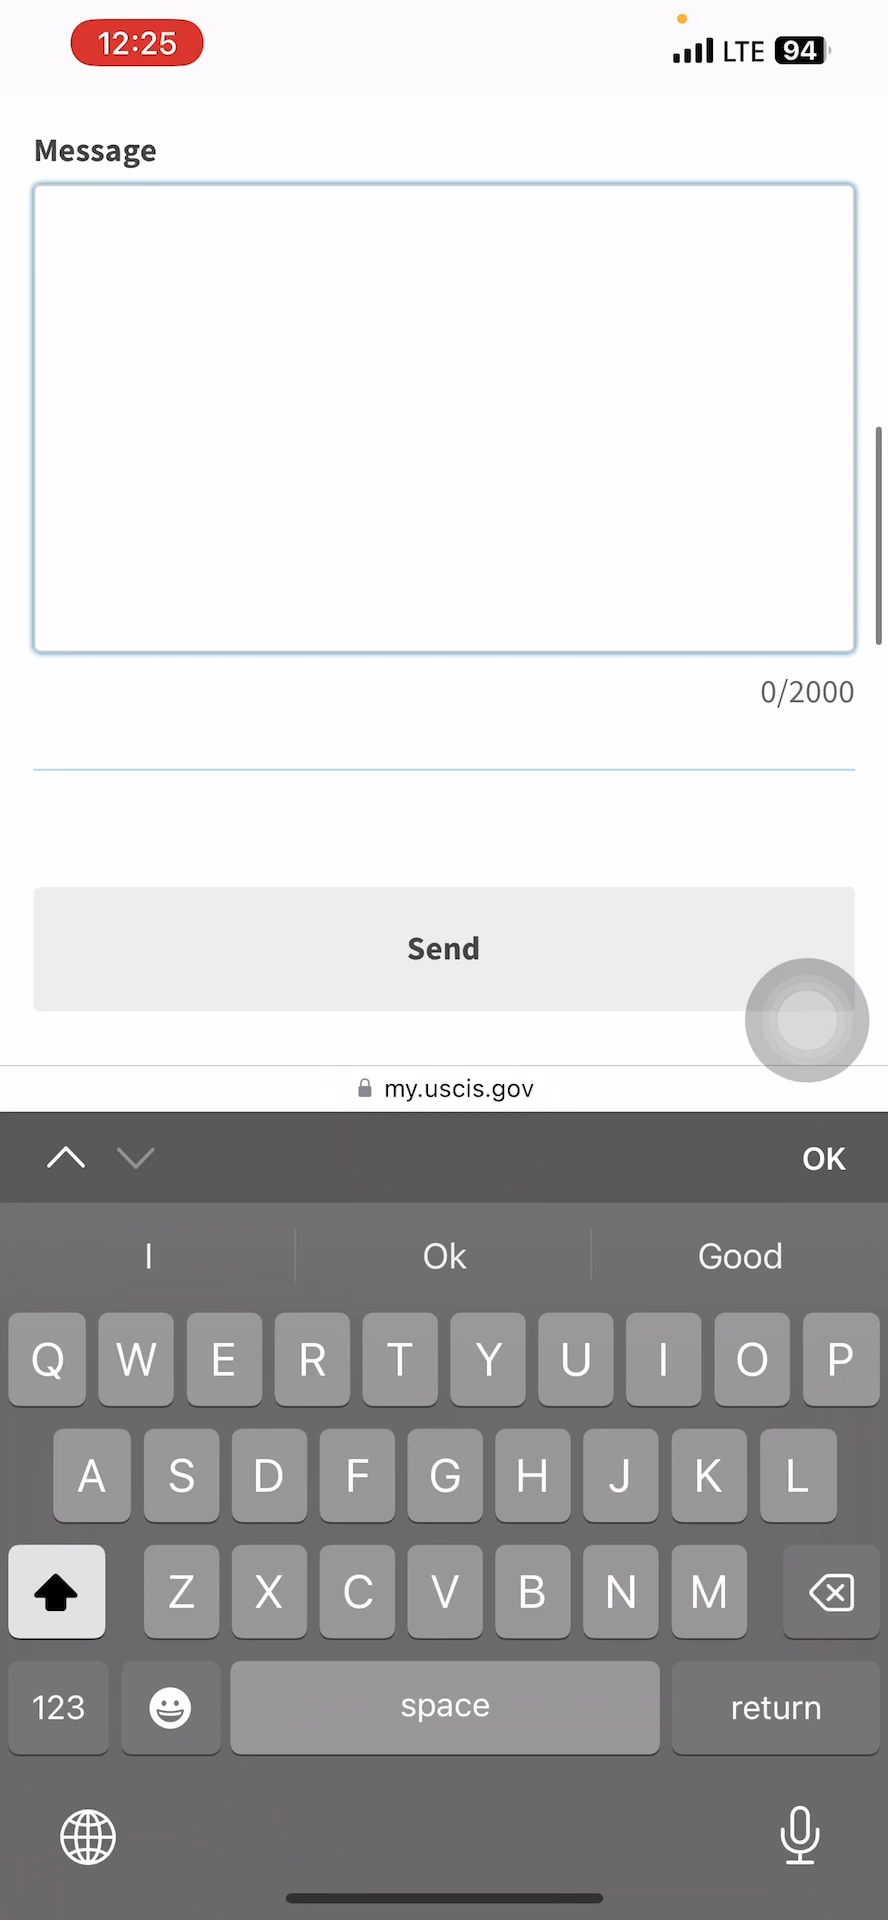 12:25
LTE 94
Message
0/2000
Send
my.uscis.gov
OK
I Ok Good
Q W E R T Y U I O P
A S D F G H J K L
Z X C V B N M
123 space return